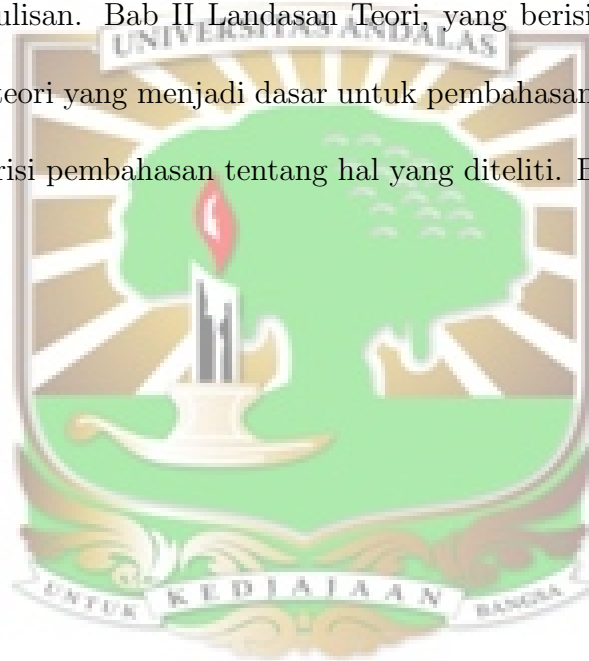 ulisan. Bab II Landasan Teori, yang berisi
UNIVERSITAS ANDALAS
teori yang menjadi dasar untuk pembahasan
risi pembahasan tentang hal yang diteliti.
UNTUK KEDJAJAAN BANGSA